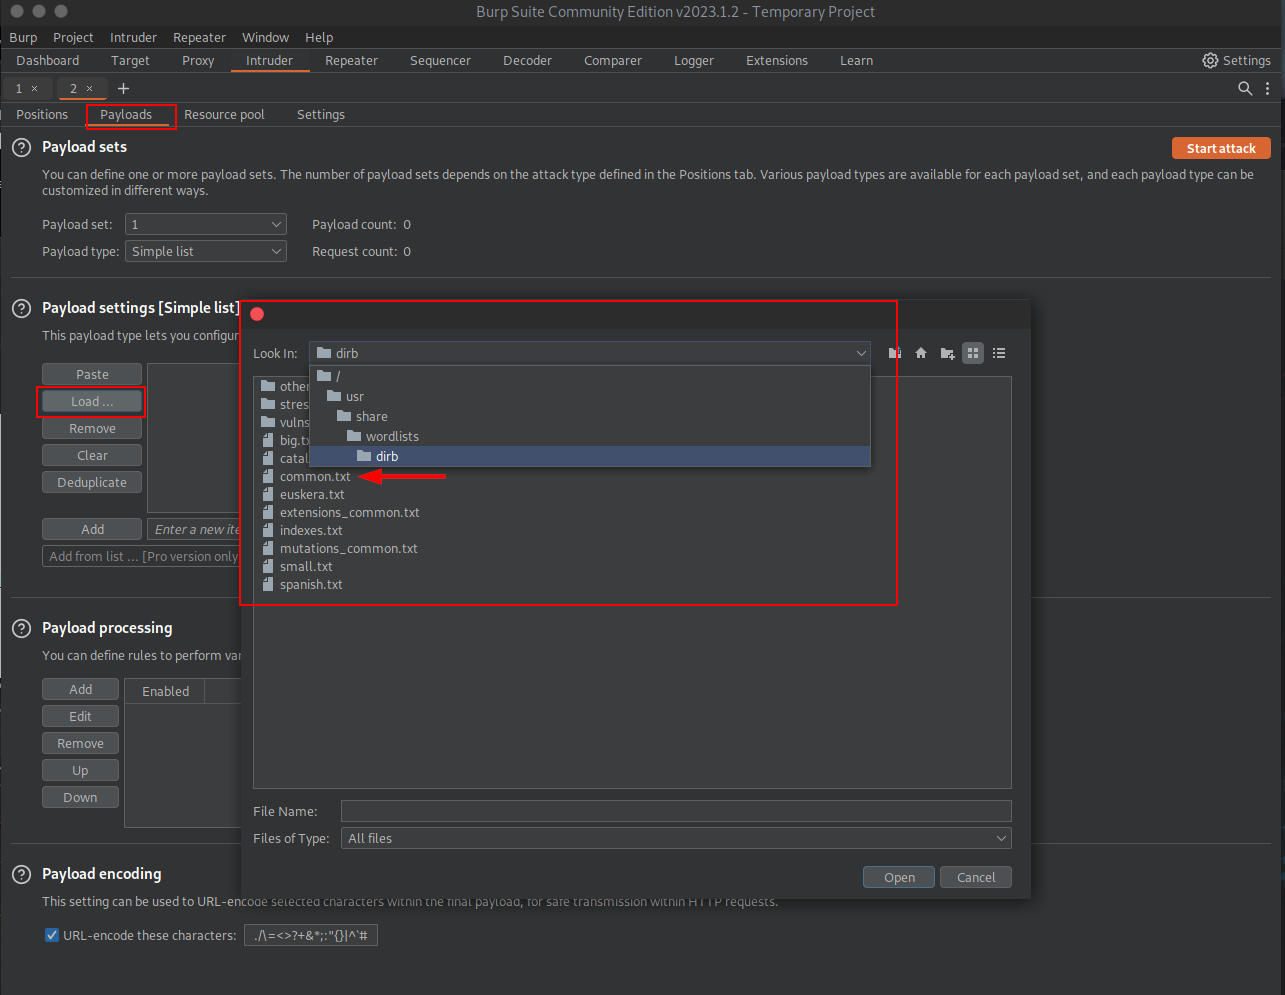 Burp Suite Community Edition v2023.1.2 - Temporary Project
Burp Project Intruder Repeater Window Help
Dashboard Target Proxy Intruder Repeater Sequencer Decoder Comparer Logger Extensions Learn Settings
1 × 2 × +
Positions Payloads Resource pool Settings
? Payload sets
Start attack
You can define one or more payload sets. The number of payload sets depends on the attack type defined in the Positions tab. Various payload types are available for each payload set, and each payload type can be
customized in different ways.
Payload set: 1 Payload count: 0
Payload type: Simple list Request count: 0
? Payload settings [Simple list]
This payload type lets you configur
Paste
Load ...
Remove
Clear
Deduplicate
Add Enter a new ite
Add from list ... [Pro version only
Look In: dirb
/
usr
share
wordlists
dirb
other
stres
vulns
big.tx
catal
common.txt
euskera.txt
extensions_common.txt
indexes.txt
mutations_common.txt
small.txt
spanish.txt
File Name:
Files of Type: All files
Open Cancel
? Payload processing
You can define rules to perform var
Add Enabled
Edit
Remove
Up
Down
? Payload encoding
This setting can be used to URL-encode selected characters within the final payload, for safe transmission within HTTP requests.
URL-encode these characters: ./\=<>?+&*;:"{}|^`#